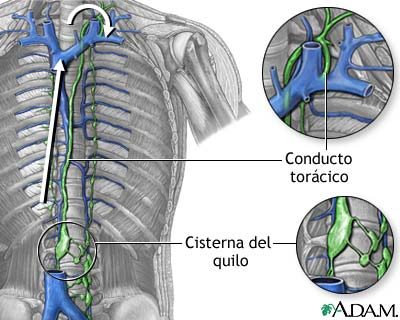 Conducto
torácico
Cisterna del
quilo
A.D.A.M.